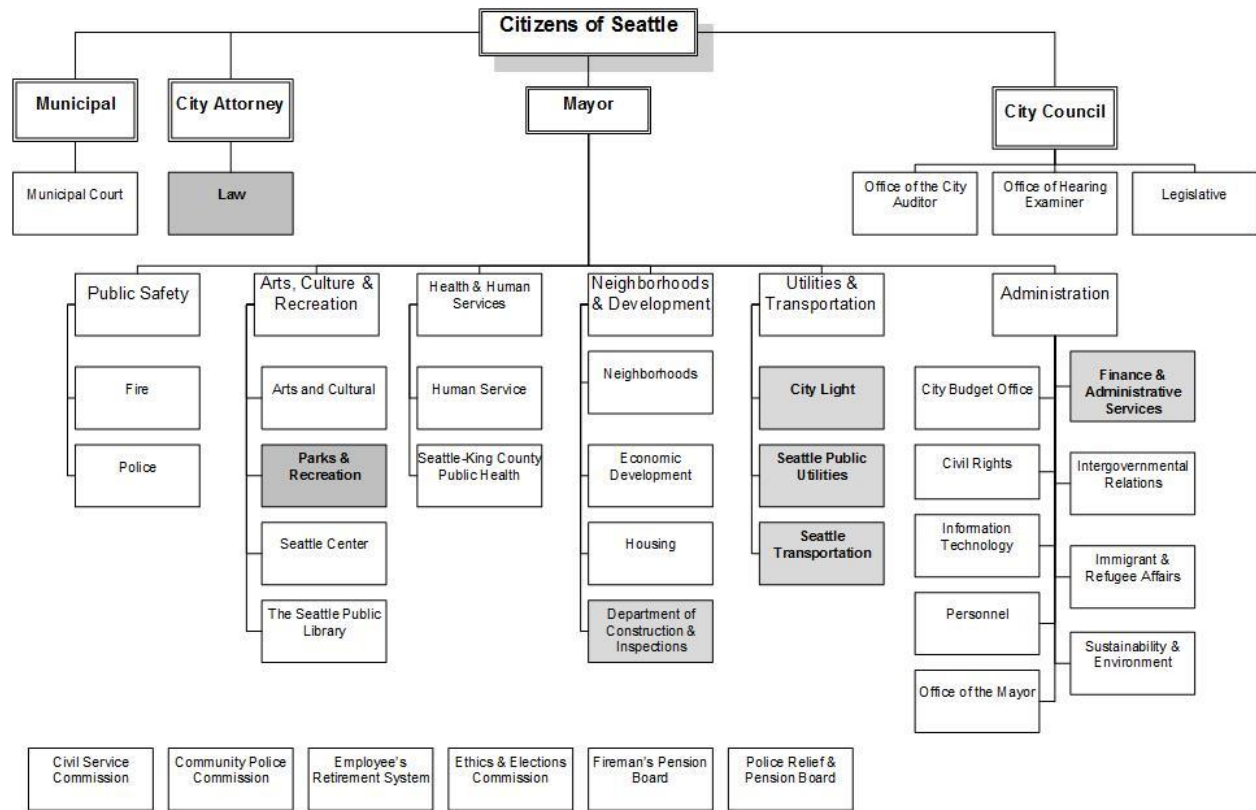 Citizens of Seattle
Municipal
City Attorney
Mayor
City Council
Municipal Court
Law
Office of the City
Auditor
Office of Hearing
Examiner
Legislative
Public Safety
Arts, Culture &
Recreation
Health & Human
Services
Neighborhoods
& Development
Utilities &
Transportation
Administration
Fire
Police
Arts and Cultural
Parks &
Recreation
Seattle Center
The Seattle Public
Library
Human Service
Seattle-King County
Public Health
Neighborhoods
Economic
Development
Housing
Department of
Construction &
Inspections
City Light
Seattle Public
Utilities
Seattle
Transportation
City Budget Office
Civil Rights
Information
Technology
Personnel
Office of the Mayor
Finance &
Administrative
Services
Intergovernmental
Relations
Immigrant &
Refugee Affairs
Sustainability &
Environment
Civil Service
Commission
Community Police
Commission
Employee's
Retirement System
Ethics & Elections
Commission
Fireman's Pension
Board
Police Relief &
Pension Board